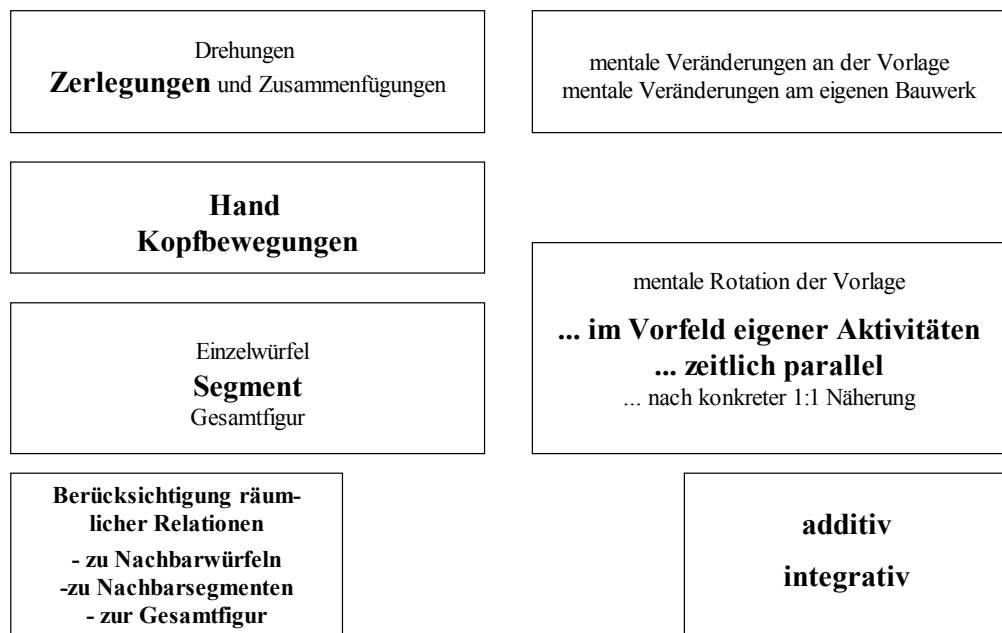 Drehungen
Zerlegungen und Zusammenfügungen
mentale Veränderungen an der Vorlage
mentale Veränderungen am eigenen Bauwerk
Hand
Kopfbewegungen
mentale Rotation der Vorlage
... im Vorfeld eigener Aktivitäten
... zeitlich parallel
... nach konkreter 1:1 Näherung
Einzelwürfel
Segment
Gesamtfigur
Berücksichtigung räum-
licher Relationen
- zu Nachbarwürfeln
-zu Nachbarsegmenten
- zur Gesamtfigur
additiv
integrativ